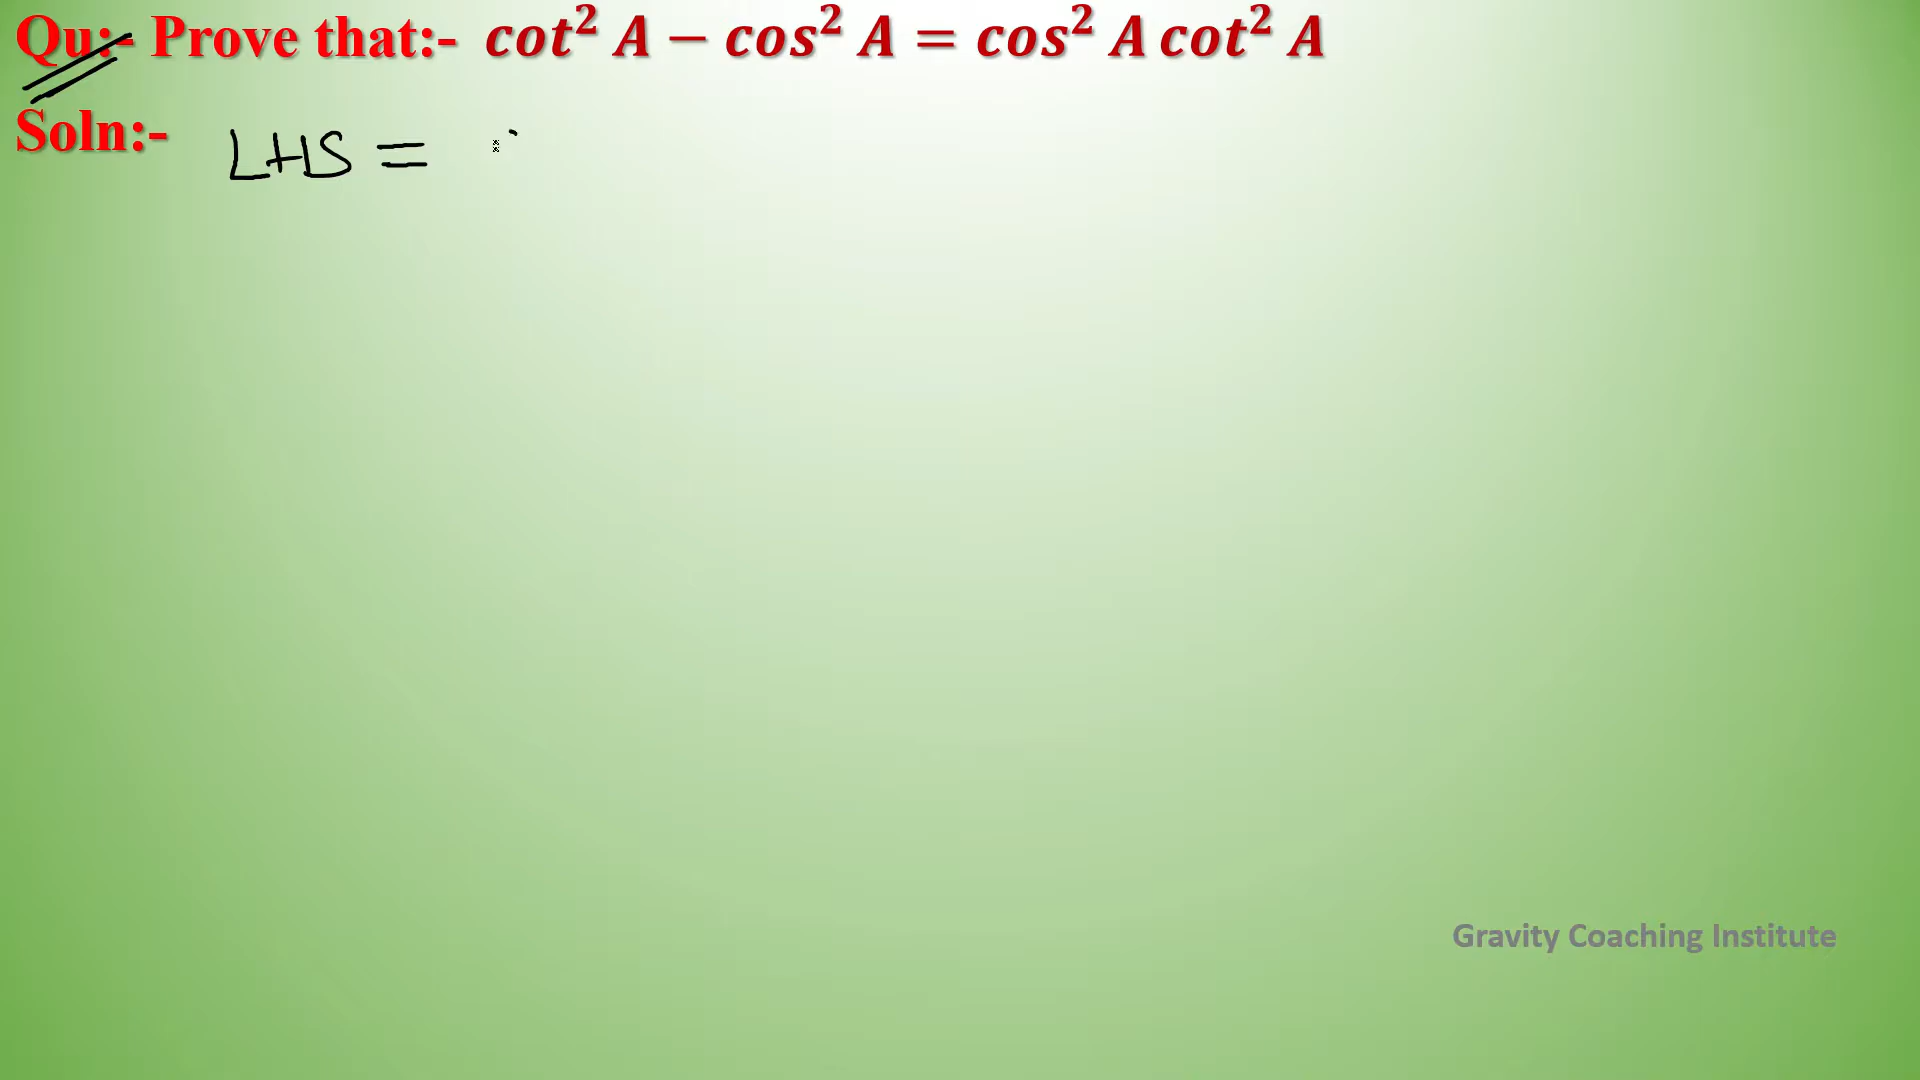 Qu:- Prove that:- cot² A − cos² A = cos² A cot² A
Soln:- LHS =
Gravity Coaching Institute